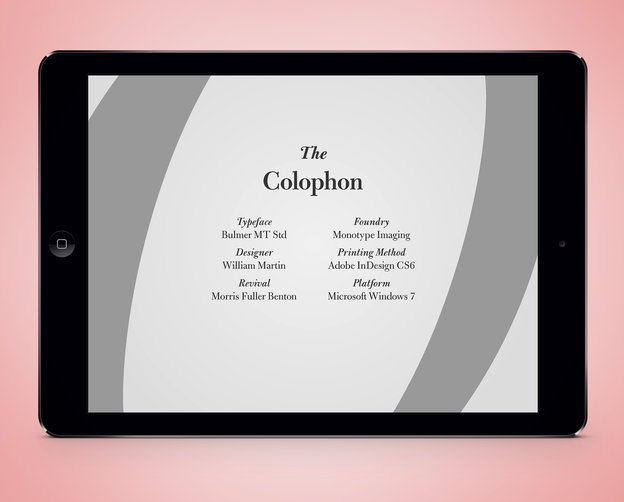 The
Colophon
Typeface
Bulmer MT Std
Designer
William Martin
Revival
Morris Fuller Benton
Foundry
Monotype Imaging
Printing Method
Adobe InDesign CS6
Platform
Microsoft Windows 7